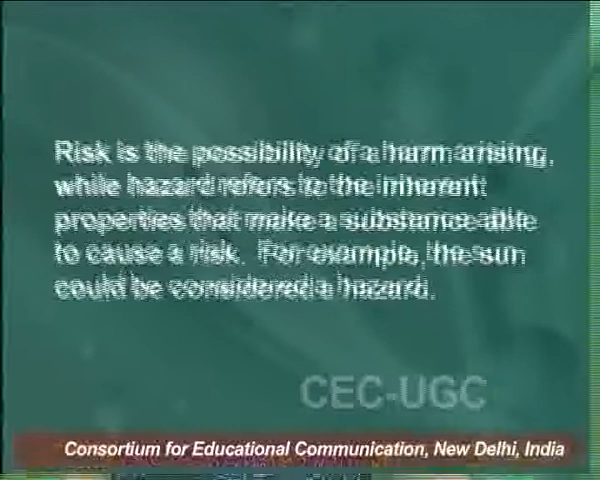 Risk is the possibility of a harm arising,
while hazard refers to the inherent
properties that make a substance able
to cause a risk. For example, the sun
could be considered a hazard.
CEC-UGC
Consortium for Educational Communication, New Delhi, India